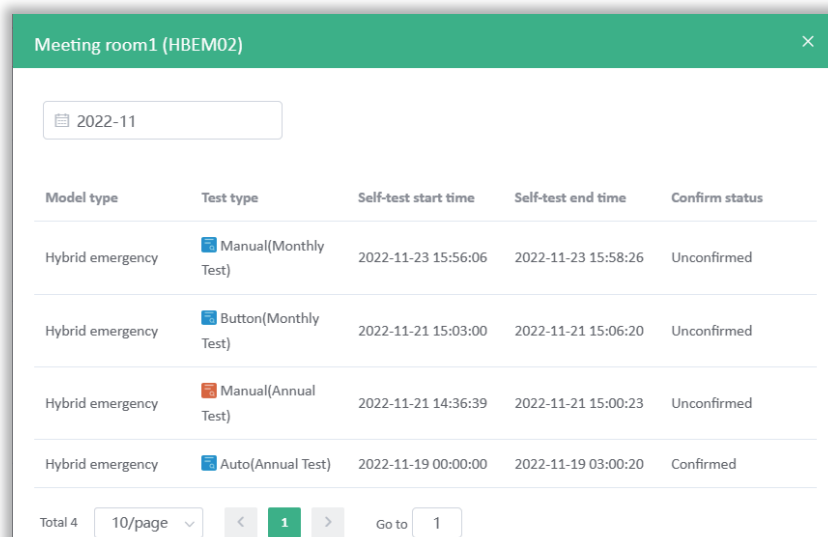 Meeting room1 (HBEM02)
2022-11
Model type Test type Self-test start time Self-test end time Confirm status
Hybrid emergency Manual(Monthly Test) 2022-11-23 15:56:06 2022-11-23 15:58:26 Unconfirmed
Hybrid emergency Button(Monthly Test) 2022-11-21 15:03:00 2022-11-21 15:06:20 Unconfirmed
Hybrid emergency Manual(Annual Test) 2022-11-21 14:36:39 2022-11-21 15:00:23 Unconfirmed
Hybrid emergency Auto(Annual Test) 2022-11-19 00:00:00 2022-11-19 03:00:20 Confirmed
Total 4 10/page < 1 > Go to 1